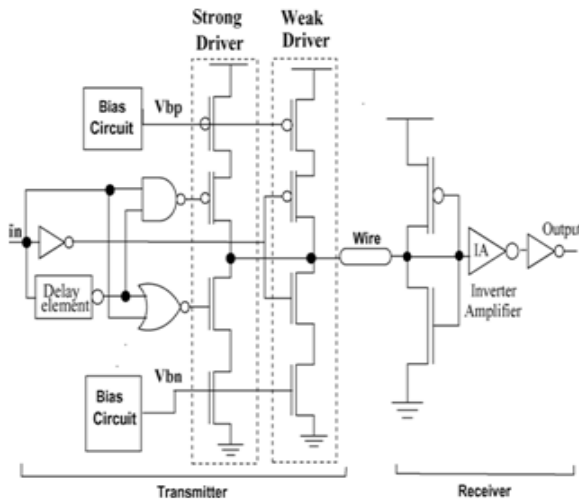 Strong
Driver
Weak
Driver
Bias
Circuit
Vbp
in
Delay
element
Wire
IA
Inverter
Amplifier
Output
Vbn
Bias
Circuit
Transmitter
Receiver